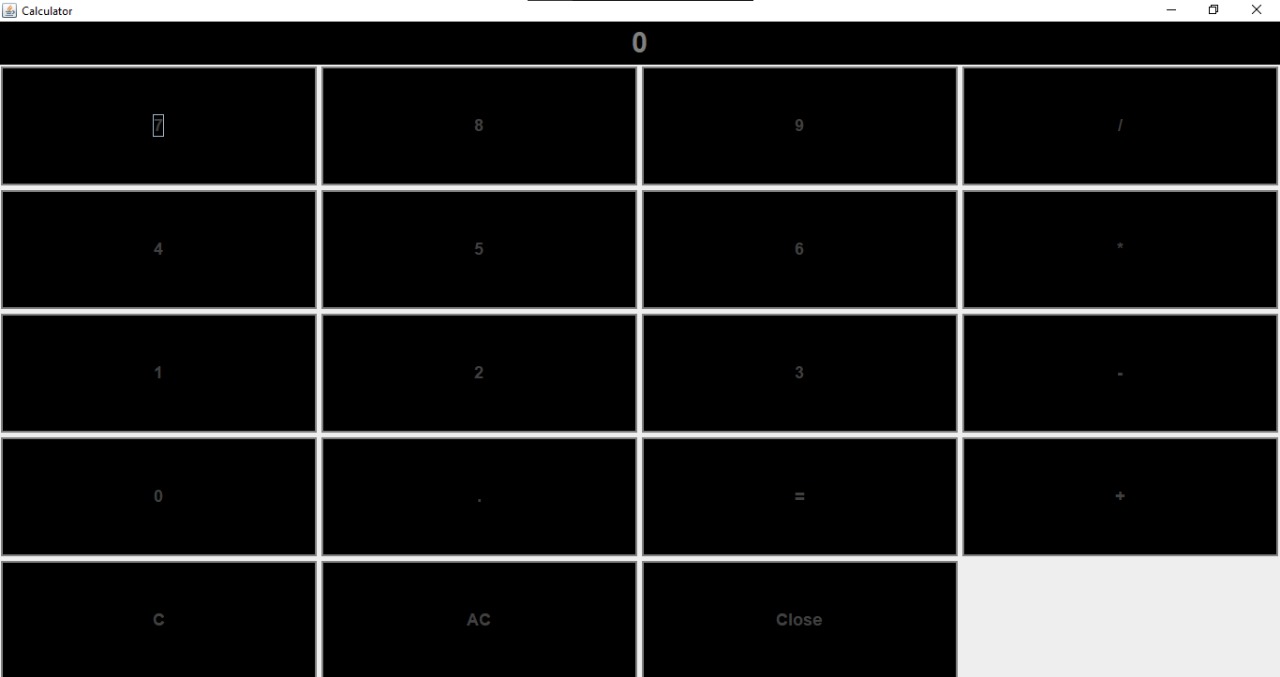 Calculator
0
7 8 9 /
4 5 6 *
1 2 3 -
0 . = +
C AC Close